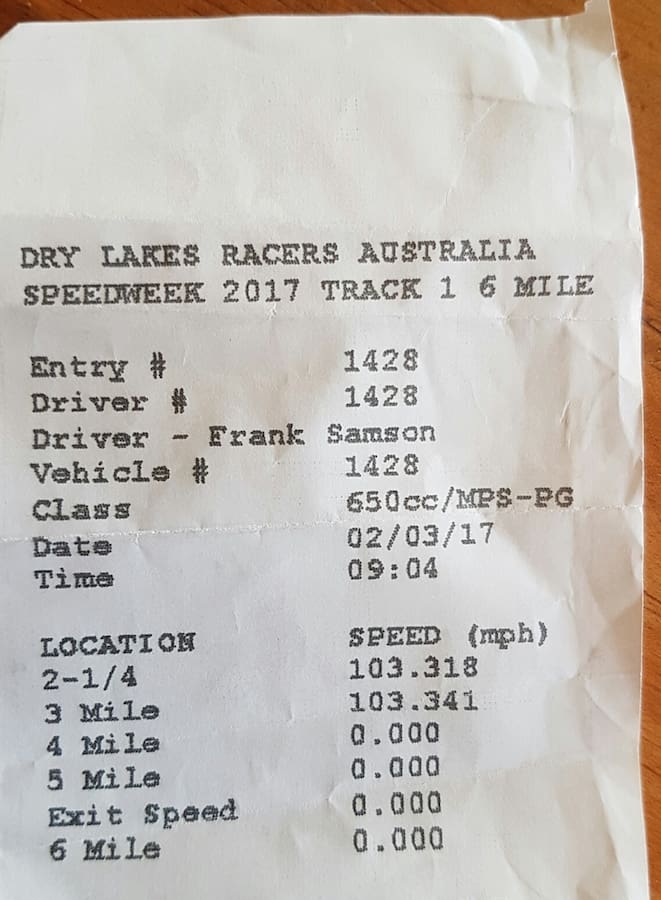 DRY LAKES RACERS AUSTRALIA
SPEEDWEEK 2017 TRACK 1 6 MILE
Entry # 1428
Driver # 1428
Driver - Frank Samson
Vehicle # 1428
Class 650cc/MPS-PG
Date 02/03/17
Time 09:04
LOCATION SPEED (mph)
2-1/4 103.318
3 Mile 103.341
4 Mile 0.000
5 Mile 0.000
Exit Speed 0.000
6 Mile 0.000